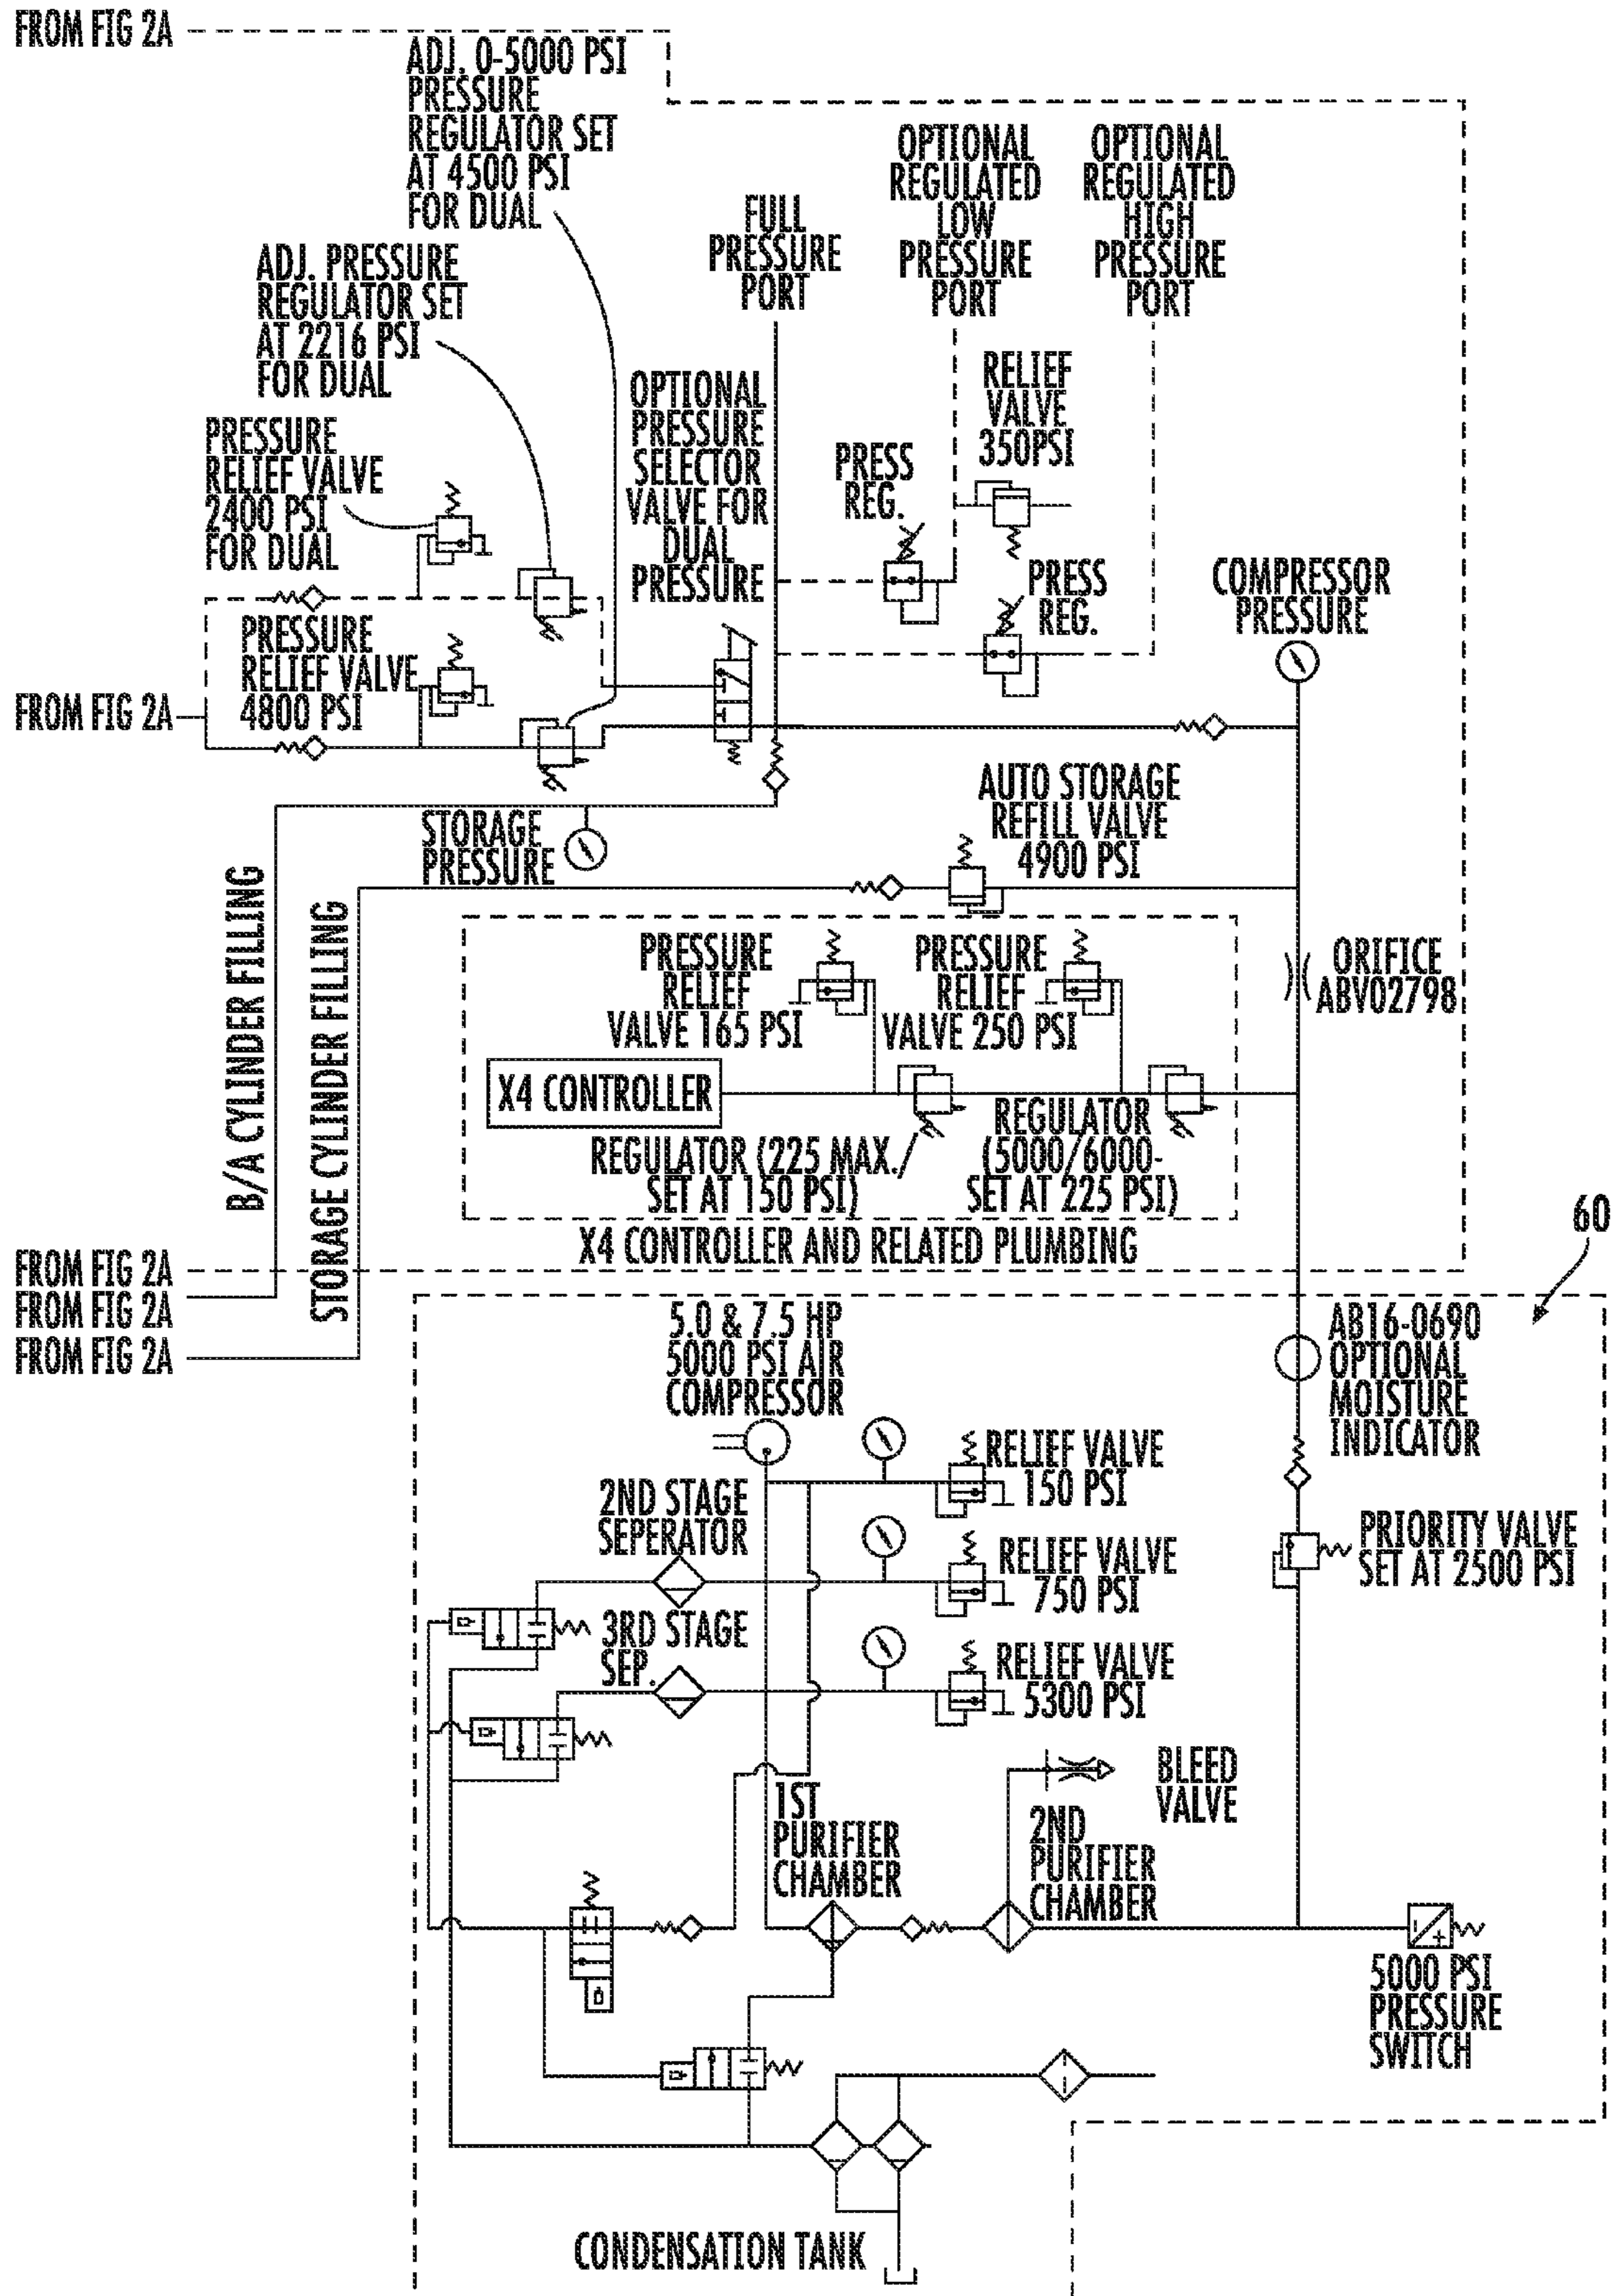 FROM FIG 2A
ADJ. 0-5000 PSI
PRESSURE
REGULATOR SET
AT 4500 PSI
FOR DUAL
ADJ. PRESSURE
REGULATOR SET
AT 2216 PSI
FOR DUAL
PRESSURE
RELIEF VALVE
2400 PSI
FOR DUAL
PRESSURE
RELIEF VALVE
4800 PSI
FROM FIG 2A
OPTIONAL
PRESSURE
SELECTOR
VALVE FOR
DUAL
PRESSURE
FULL
PRESSURE
PORT
OPTIONAL
REGULATED
LOW
PRESSURE
PORT
OPTIONAL
REGULATED
HIGH
PRESSURE
PORT
RELIEF
VALVE
350PSI
PRESS
REG.
PRESS
REG.
COMPRESSOR
PRESSURE
STORAGE
PRESSURE
AUTO STORAGE
REFILL VALVE
4900 PSI
B/A CYLINDER FILLING
STORAGE CYLINDER FILLING
PRESSURE
RELIEF
VALVE 165 PSI
PRESSURE
RELIEF
VALVE 250 PSI
ORIFICE
ABV02798
X4 CONTROLLER
REGULATOR (225 MAX./
SET AT 150 PSI)
REGULATOR
(5000/6000-
SET AT 225 PSI)
X4 CONTROLLER AND RELATED PLUMBING
60
FROM FIG 2A
FROM FIG 2A
FROM FIG 2A
5.0 & 7.5 HP
5000 PSI AIR
COMPRESSOR
AB16-0690
OPTIONAL
MOISTURE
INDICATOR
RELIEF VALVE
150 PSI
2ND STAGE
SEPERATOR
RELIEF VALVE
750 PSI
PRIORITY VALVE
SET AT 2500 PSI
3RD STAGE
SEP.
RELIEF VALVE
5300 PSI
BLEED
VALVE
1ST
PURIFIER
CHAMBER
2ND
PURIFIER
CHAMBER
5000 PSI
PRESSURE
SWITCH
CONDENSATION TANK